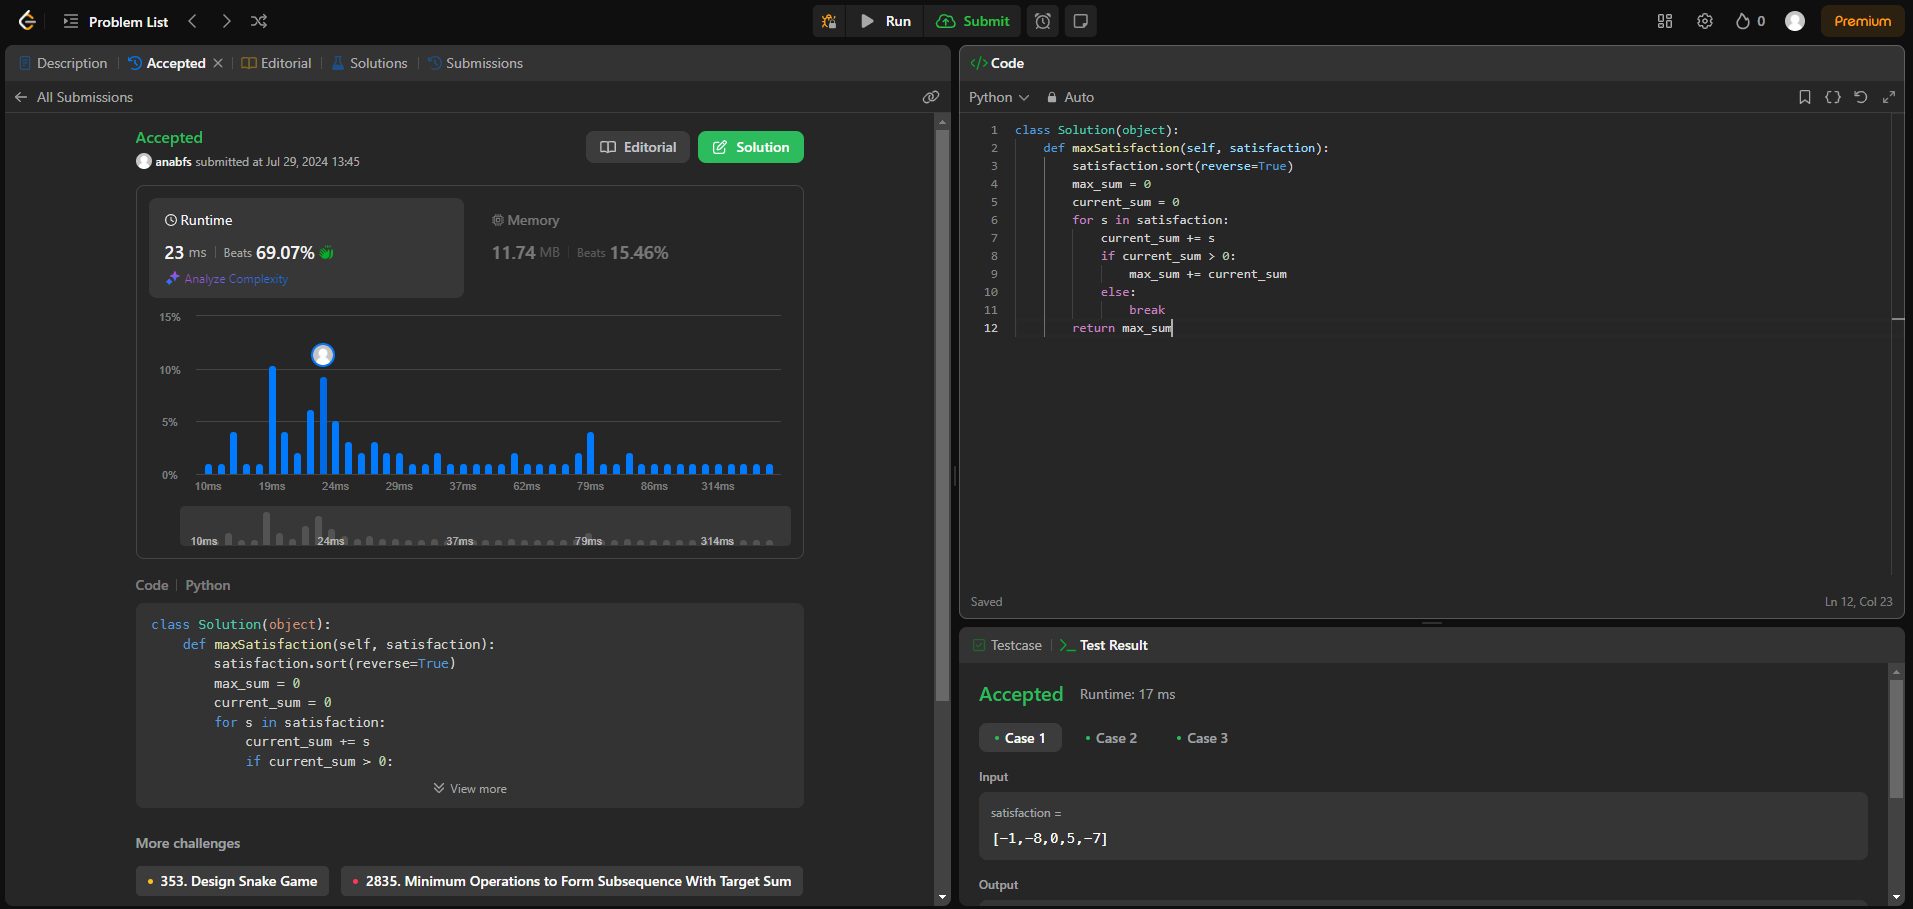 Problem List
Run
Submit
0
Premium
Description
Accepted
Editorial
Solutions
Submissions
All Submissions
Accepted
anabfs submitted at Jul 29, 2024 13:45
Editorial
Solution
Runtime
23 ms
Beats 69.07%
Analyze Complexity
Memory
11.74 MB
Beats 15.46%
15%
10%
5%
0%
10ms 19ms 24ms 29ms 37ms 62ms 79ms 86ms 314ms
10ms 24ms 37ms 79ms 314ms
Code
Python
class Solution(object):
def maxSatisfaction(self, satisfaction):
satisfaction.sort(reverse=True)
max_sum = 0
current_sum = 0
for s in satisfaction:
current_sum += s
if current_sum > 0:
View more
More challenges
353. Design Snake Game
2835. Minimum Operations to Form Subsequence With Target Sum
Code
Python
Auto
1 class Solution(object):
2 def maxSatisfaction(self, satisfaction):
3 satisfaction.sort(reverse=True)
4 max_sum = 0
5 current_sum = 0
6 for s in satisfaction:
7 current_sum += s
8 if current_sum > 0:
9 max_sum += current_sum
10 else:
11 break
12 return max_sum
Saved
Ln 12, Col 23
Testcase
Test Result
Accepted
Runtime: 17 ms
Case 1
Case 2
Case 3
Input
satisfaction =
[-1,-8,0,5,-7]
Output